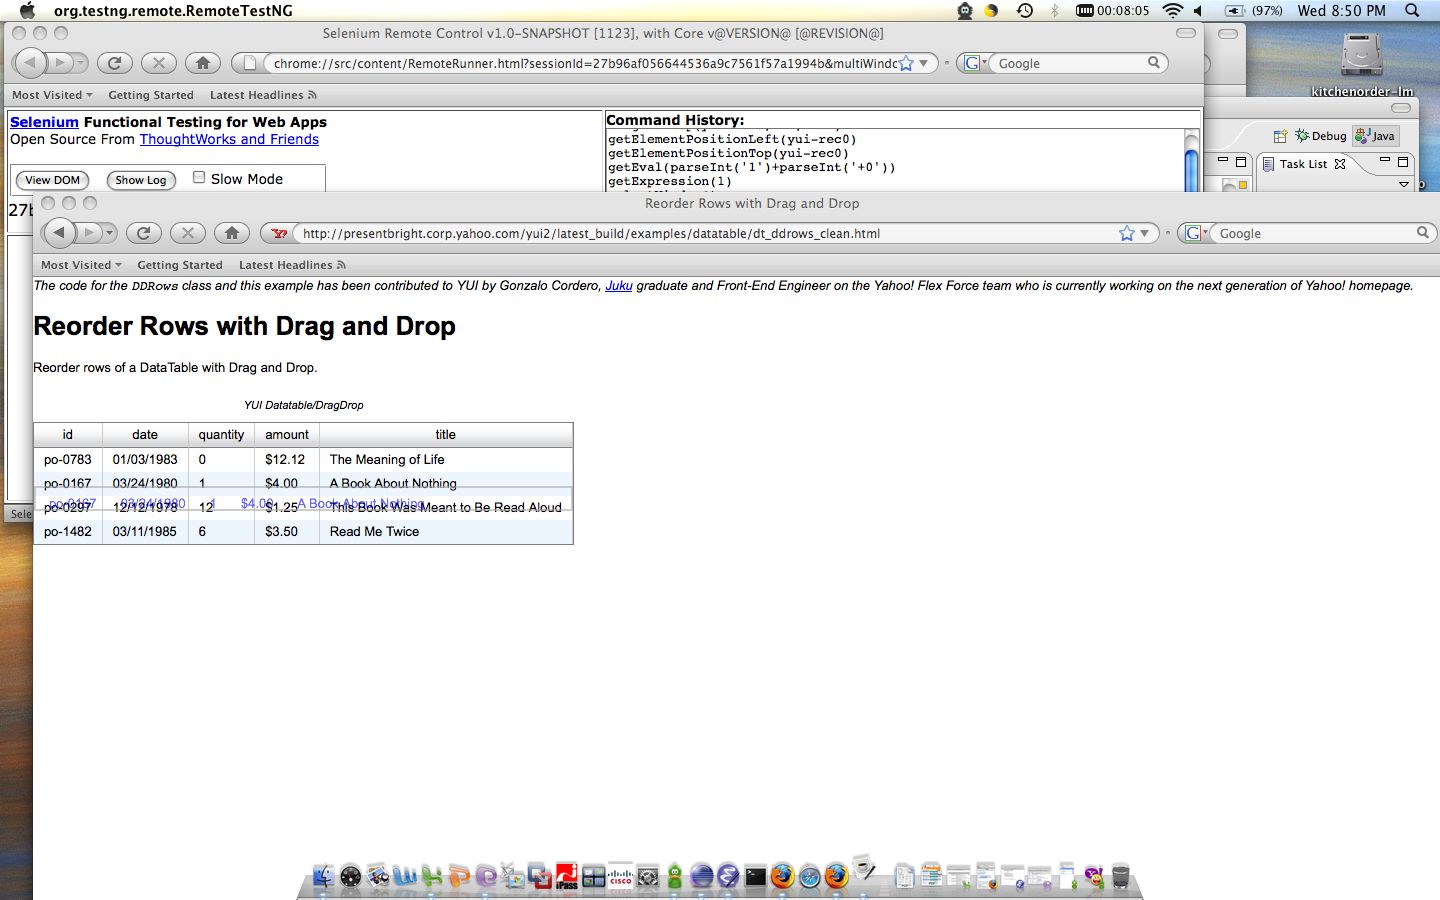 org.testng.remote.RemoteTestNG
00:08:05
(97%)
Wed 8:50 PM
Selenium Remote Control v1.0-SNAPSHOT [1123], with Core v@VERSION@ [@REVISION@]
chrome://src/content/RemoteRunner.html?sessionId=27b96af056644536a9c7561f57a1994b&multiWindo
Google
kitchenorder-lm
Most Visited
Getting Started
Latest Headlines
Selenium Functional Testing for Web Apps
Open Source From ThoughtWorks and Friends
View DOM
Show Log
Slow Mode
27b
Command History:
getElementPositionLeft(yui-rec0)
getElementPositionTop(yui-rec0)
getEval(parseInt('1')+parseInt('+0'))
getExpression(1)
Debug
Java
Task List
Reorder Rows with Drag and Drop
http://presentbright.corp.yahoo.com/yui2/latest_build/examples/datatable/dt_ddrows_clean.html
Google
Most Visited
Getting Started
Latest Headlines
The code for the DDRows class and this example has been contributed to YUI by Gonzalo Cordero, Juku graduate and Front-End Engineer on the Yahoo! Flex Force team who is currently working on the next generation of Yahoo! homepage.
Reorder Rows with Drag and Drop
Reorder rows of a DataTable with Drag and Drop.
YUI Datatable/DragDrop
id date quantity amount title
po-0783 01/03/1983 0 $12.12 The Meaning of Life
po-0167 03/24/1980 1 $4.00 A Book About Nothing
po-0167 03/24/1980 1 $4.00 A Book About Nothing
po-0297 12/12/1978 12 $1.25 This Book Was Meant to Be Read Aloud
po-1482 03/11/1985 6 $3.50 Read Me Twice
Sele
iPass
CISCO